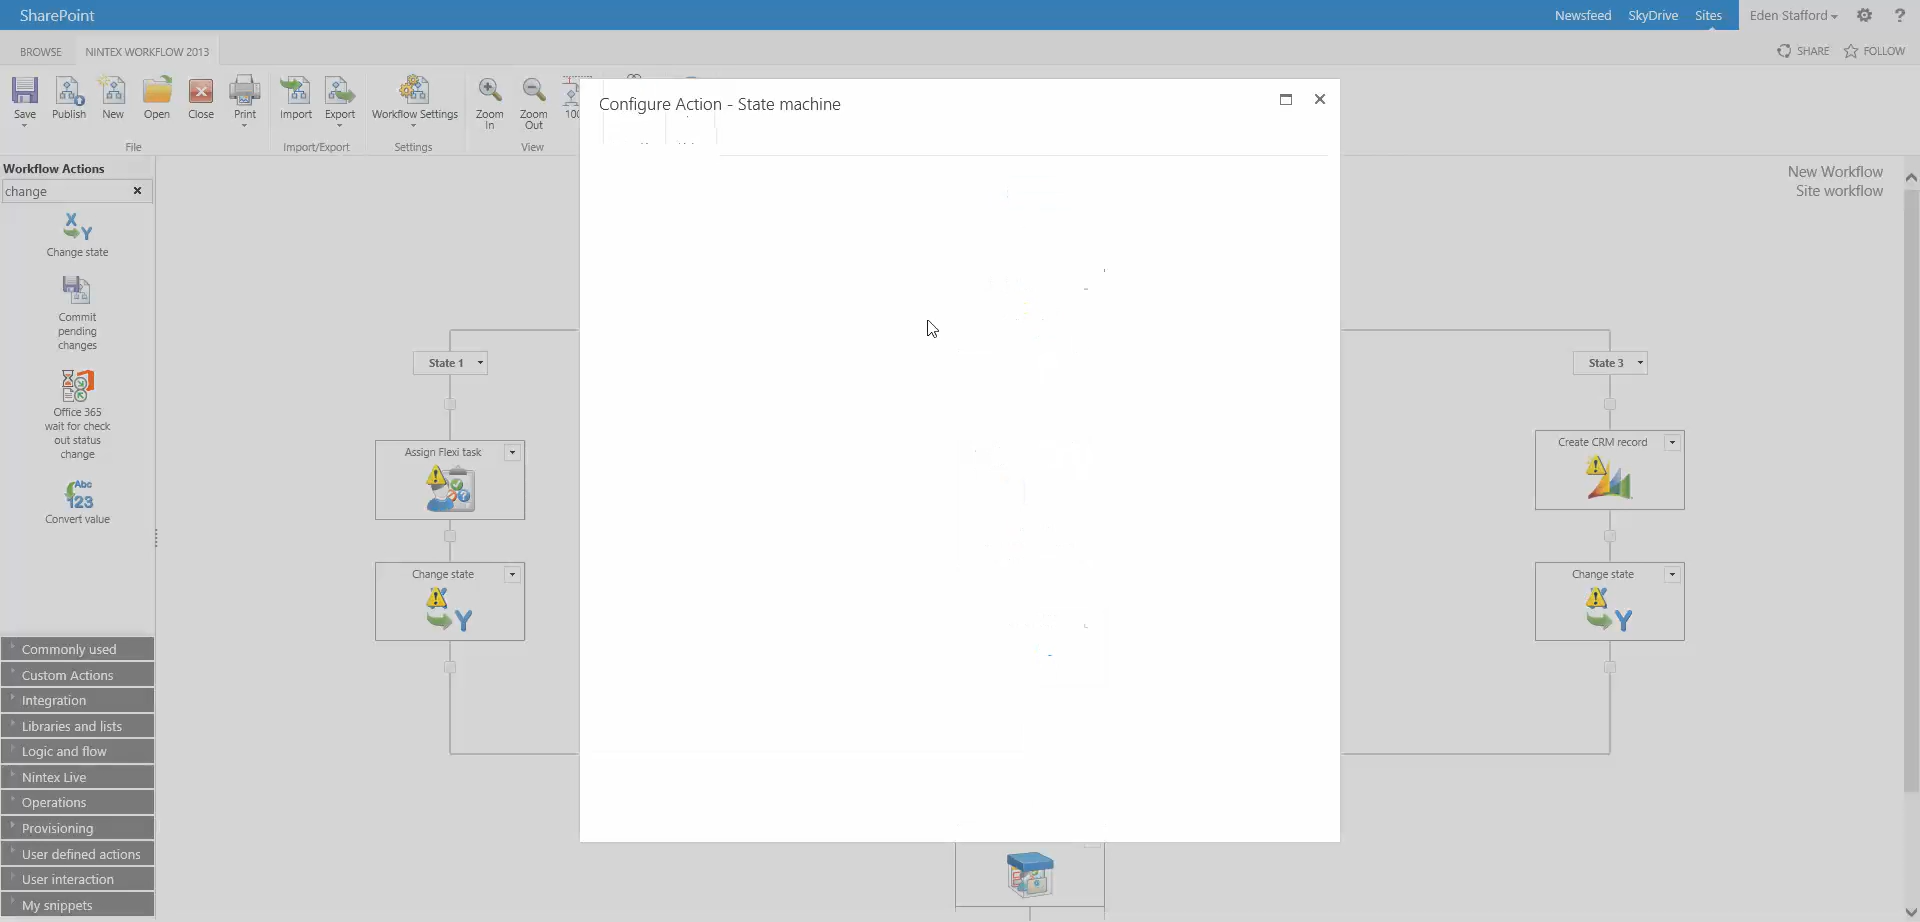 SharePoint
Newsfeed SkyDrive Sites Eden Stafford ?
BROWSE NINTEX WORKFLOW 2013
SHARE FOLLOW
Save Publish New Open Close Print Import Export Workflow Settings Zoom In Zoom Out
File Import/Export Settings View
Configure Action - State machine
Workflow Actions
change
Change state
Commit
pending
changes
Office 365
wait for check
out status
change
Abc
123
Convert value
New Workflow
Site workflow
State 1
State 3
Assign Flexi task
Create CRM record
Change state
Change state
Commonly used
Custom Actions
Integration
Libraries and lists
Logic and flow
Nintex Live
Operations
Provisioning
User defined actions
User interaction
My snippets